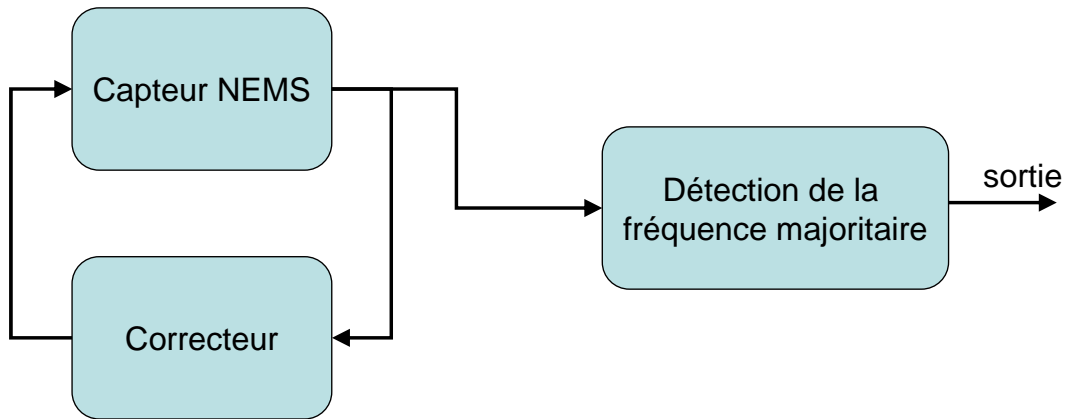 Capteur NEMS
sortie
Détection de la
fréquence majoritaire
Correcteur